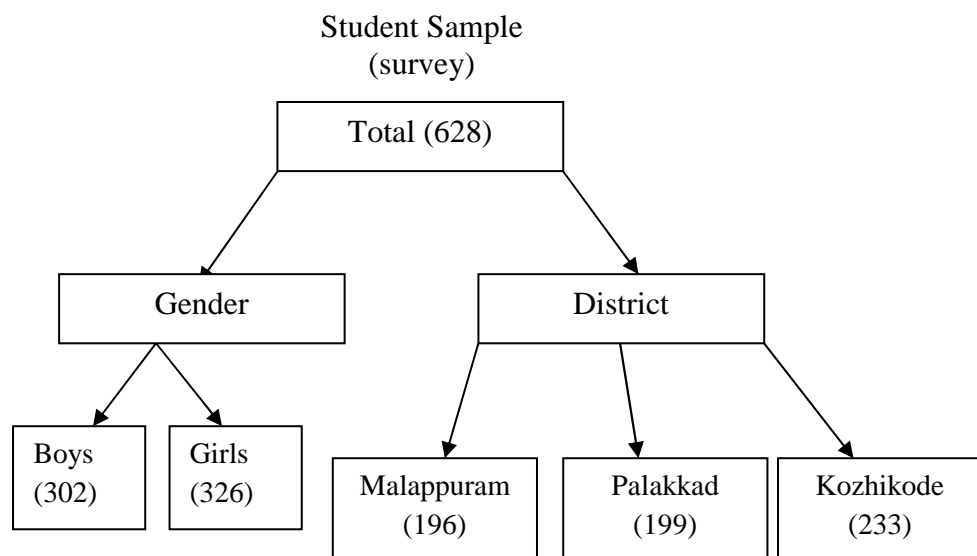 Student Sample
(survey)
Total (628)
Gender
District
Boys
(302)
Girls
(326)
Malappuram
(196)
Palakkad
(199)
Kozhikode
(233)